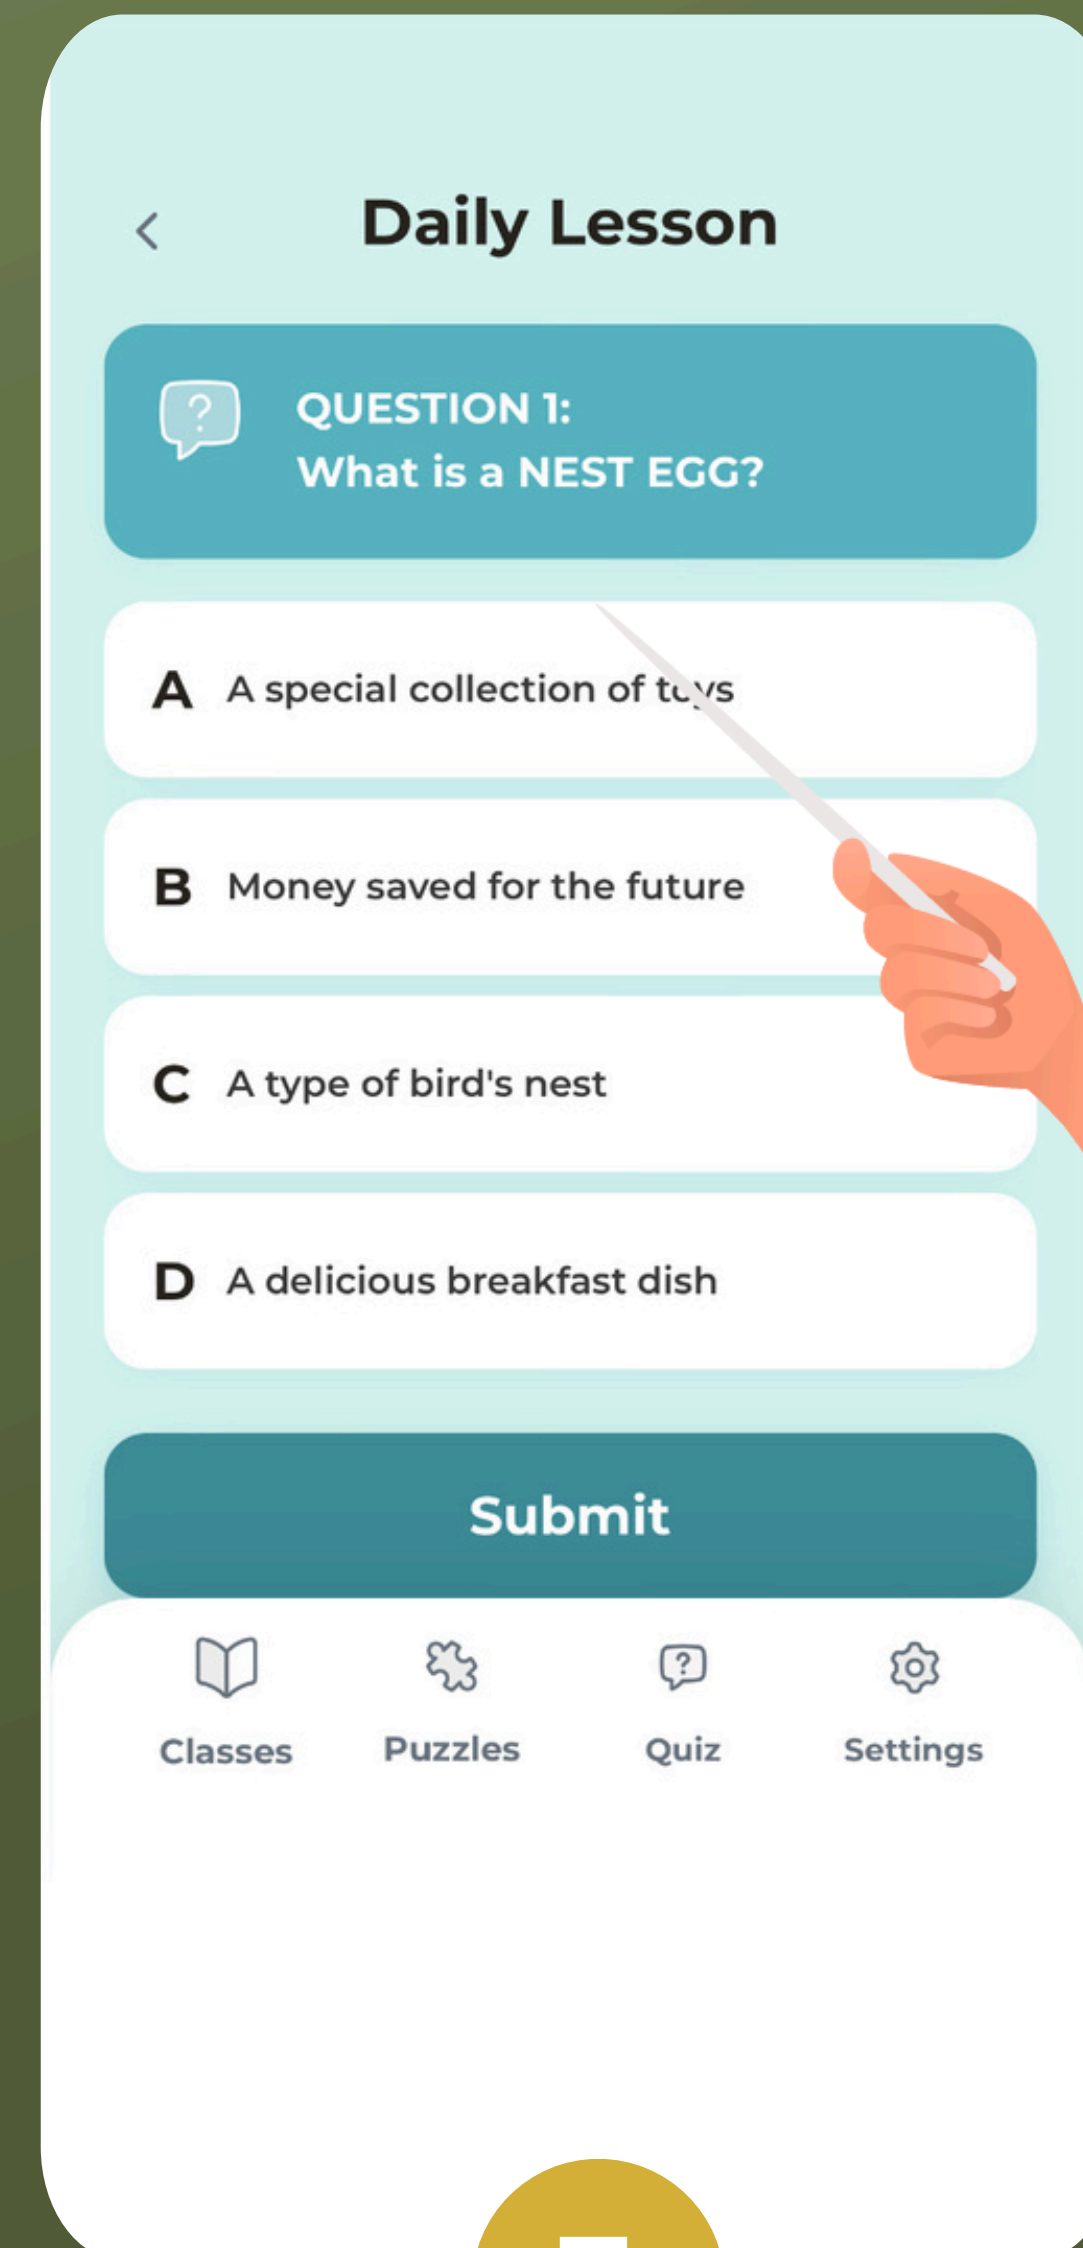 Daily Lesson
QUESTION 1:
What is a NEST EGG?
A A special collection of toys
B Money saved for the future
C A type of bird's nest
D A delicious breakfast dish
Submit
Classes Puzzles Quiz Settings